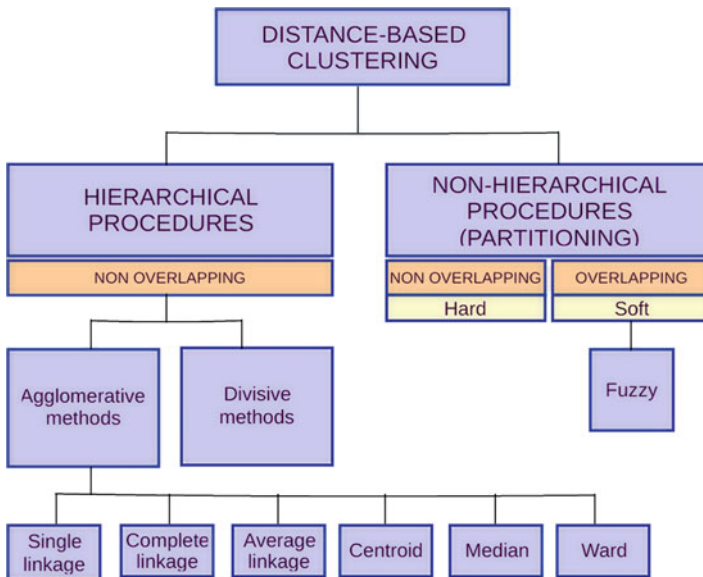 DISTANCE-BASED
CLUSTERING
HIERARCHICAL
PROCEDURES
NON OVERLAPPING
NON-HIERARCHICAL
PROCEDURES
(PARTITIONING)
NON OVERLAPPING
OVERLAPPING
Hard
Soft
Agglomerative
methods
Divisive
methods
Fuzzy
Single
linkage
Complete
linkage
Average
linkage
Centroid
Median
Ward